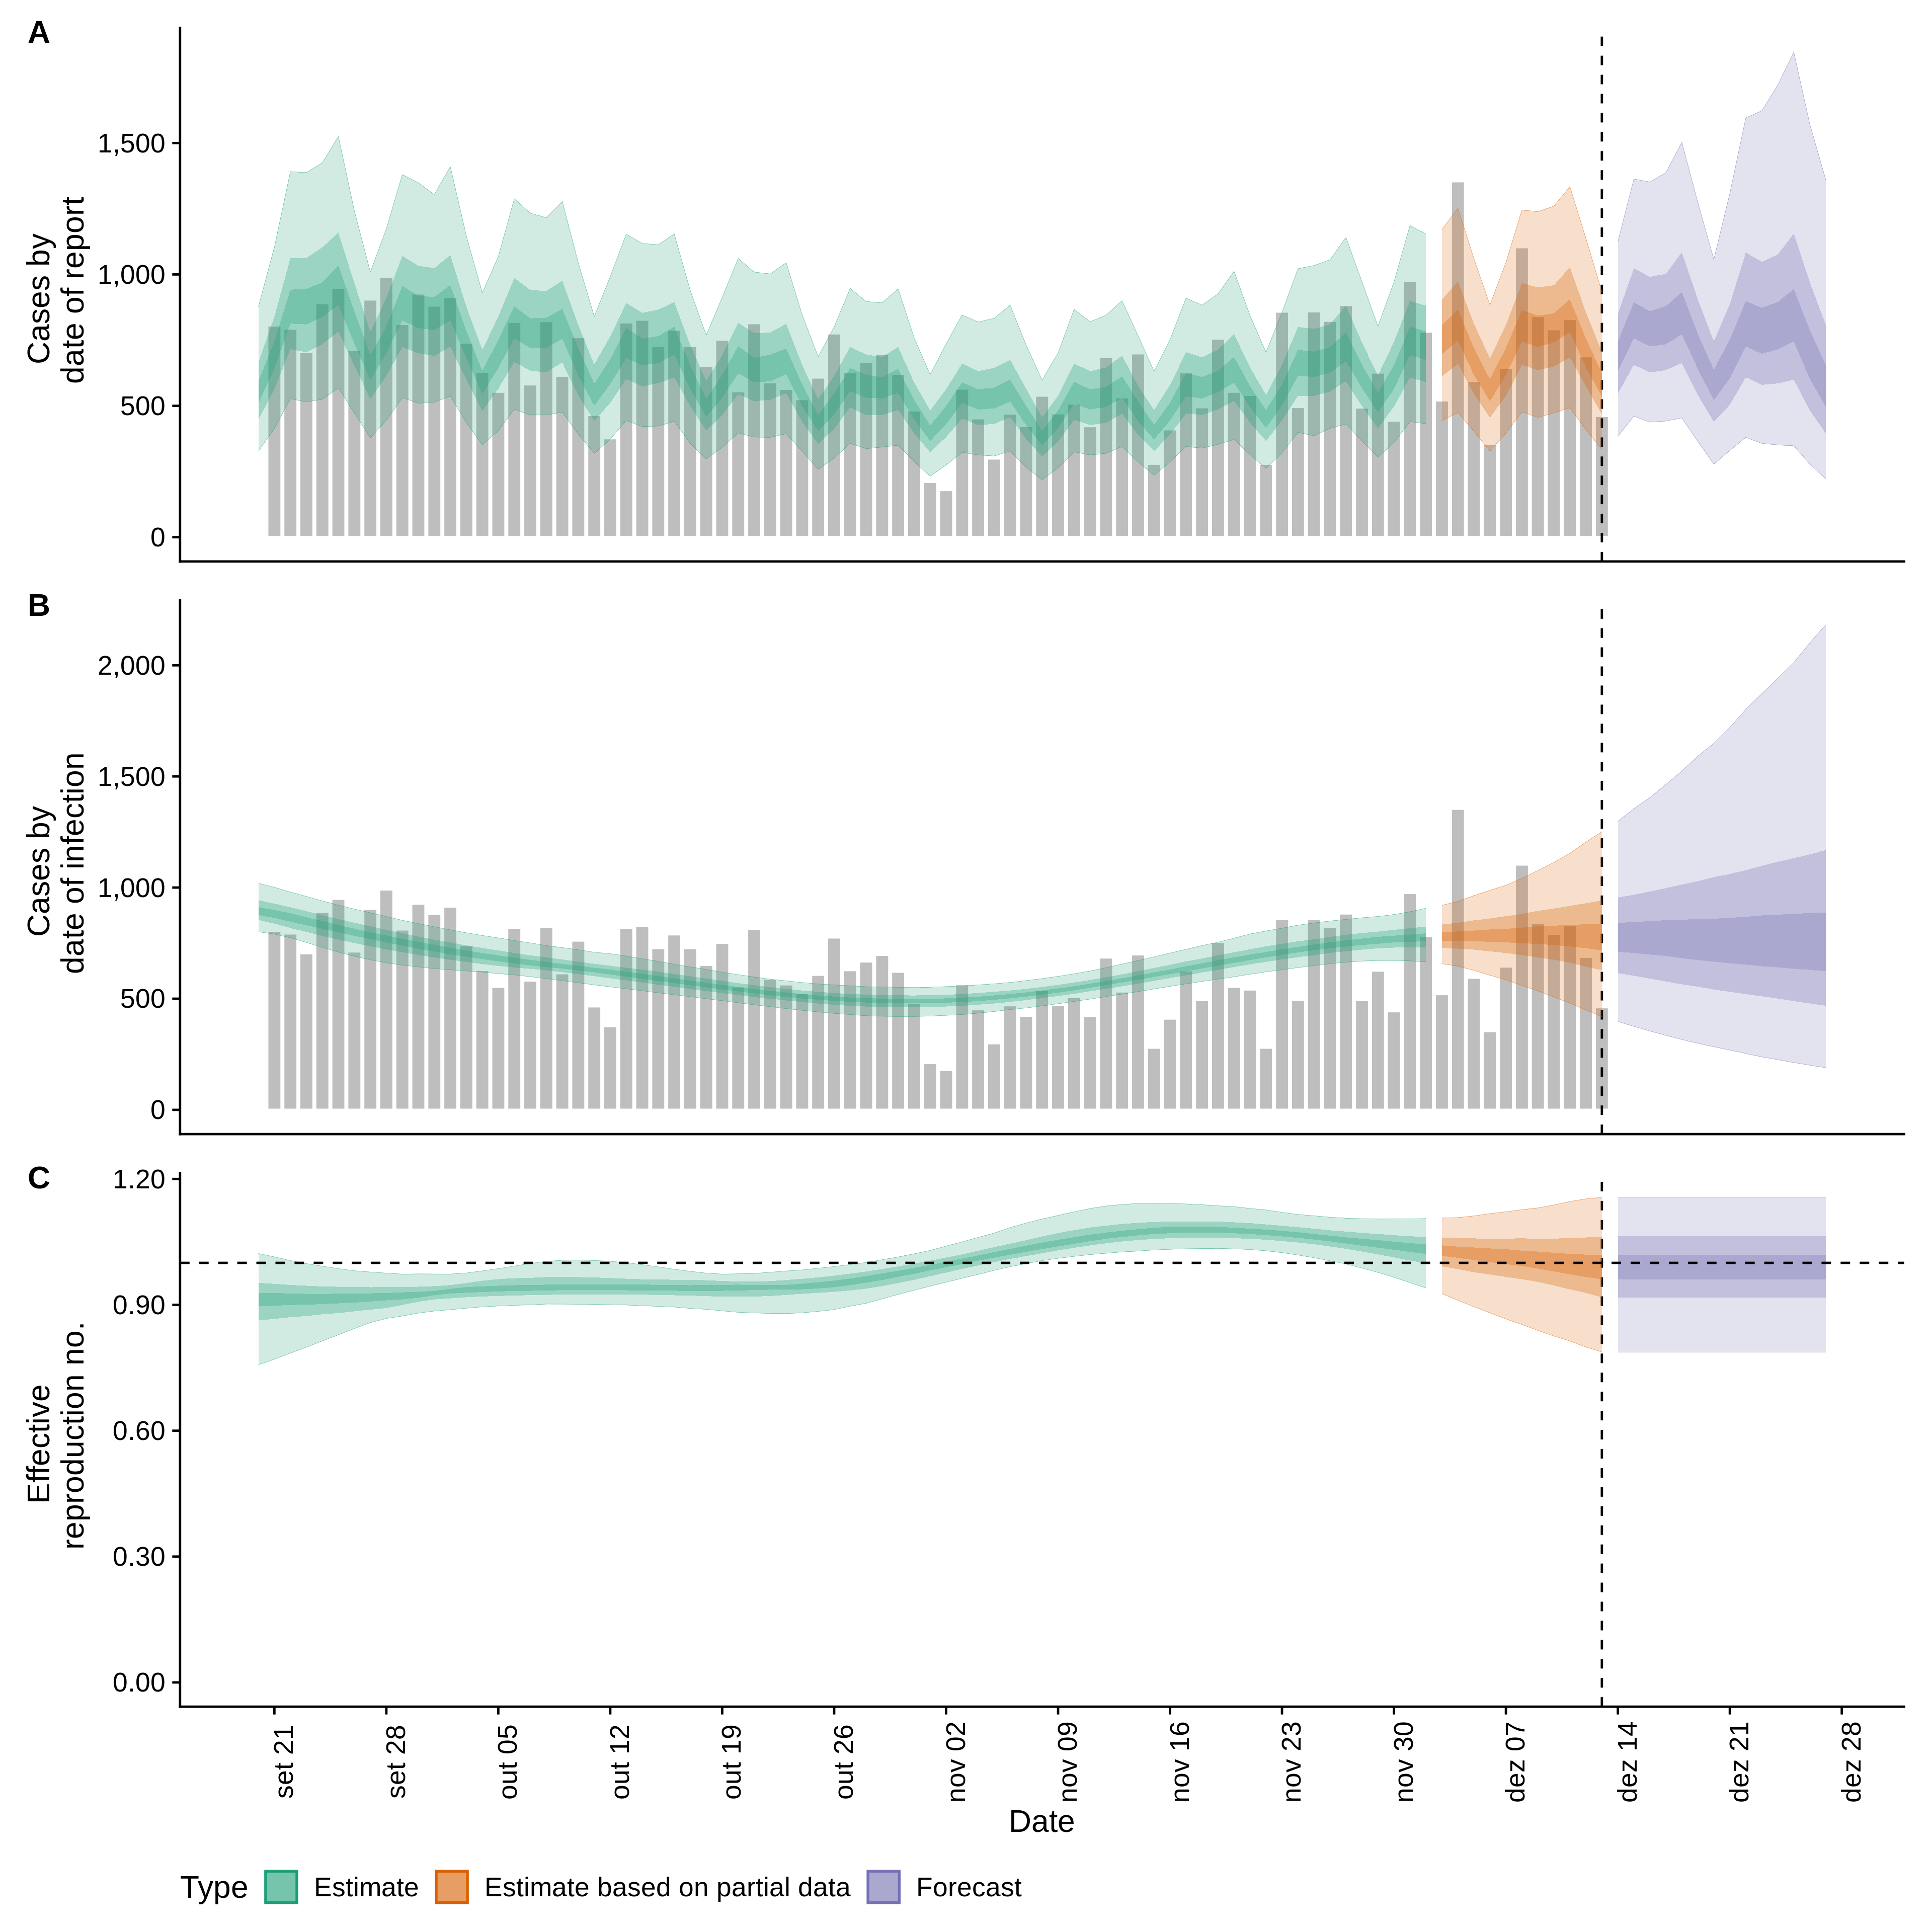 A
1,500
1,000
500
0
Cases by
date of report
B
2,000
1,500
1,000
500
0
Cases by
date of infection
C
1.20
0.90
0.60
0.30
0.00
Effective
reproduction no.
set 21
set 28
out 05
out 12
out 19
out 26
nov 02
nov 09
nov 16
nov 23
nov 30
dez 07
dez 14
dez 21
dez 28
Date
Type Estimate Estimate based on partial data Forecast